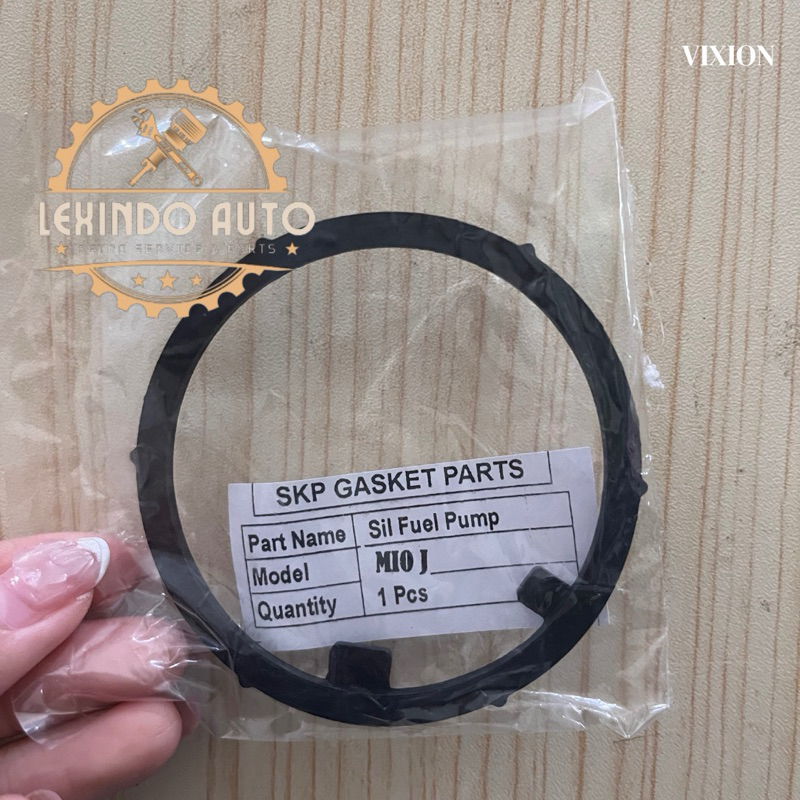 VIXION
LEXINDO AUTO
SKP GASKET PARTS
Part Name Sil Fuel Pump
Model MIO J
Quantity 1 Pcs